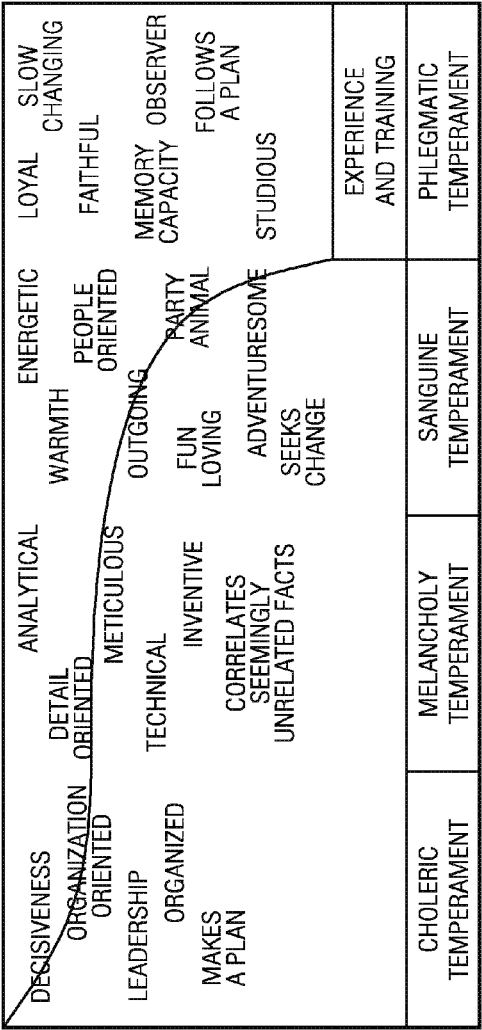 DECISIVENESS
ORGANIZATION
ORIENTED
LEADERSHIP
ORGANIZED
MAKES
A PLAN
CHOLERIC
TEMPERAMENT
ANALYTICAL
DETAIL
ORIENTED
METICULOUS
TECHNICAL
INVENTIVE
CORRELATES
SEEMINGLY
UNRELATED FACTS
MELANCHOLY
TEMPERAMENT
ENERGETIC
WARMTH
PEOPLE
ORIENTED
OUTGOING
PARTY
ANIMAL
FUN
LOVING
ADVENTURESOME
SEEKS
CHANGE
SANGUINE
TEMPERAMENT
SLOW
CHANGING
LOYAL
FAITHFUL
OBSERVER
MEMORY
CAPACITY
FOLLOWS
A PLAN
STUDIOUS
EXPERIENCE
AND TRAINING
PHLEGMATIC
TEMPERAMENT